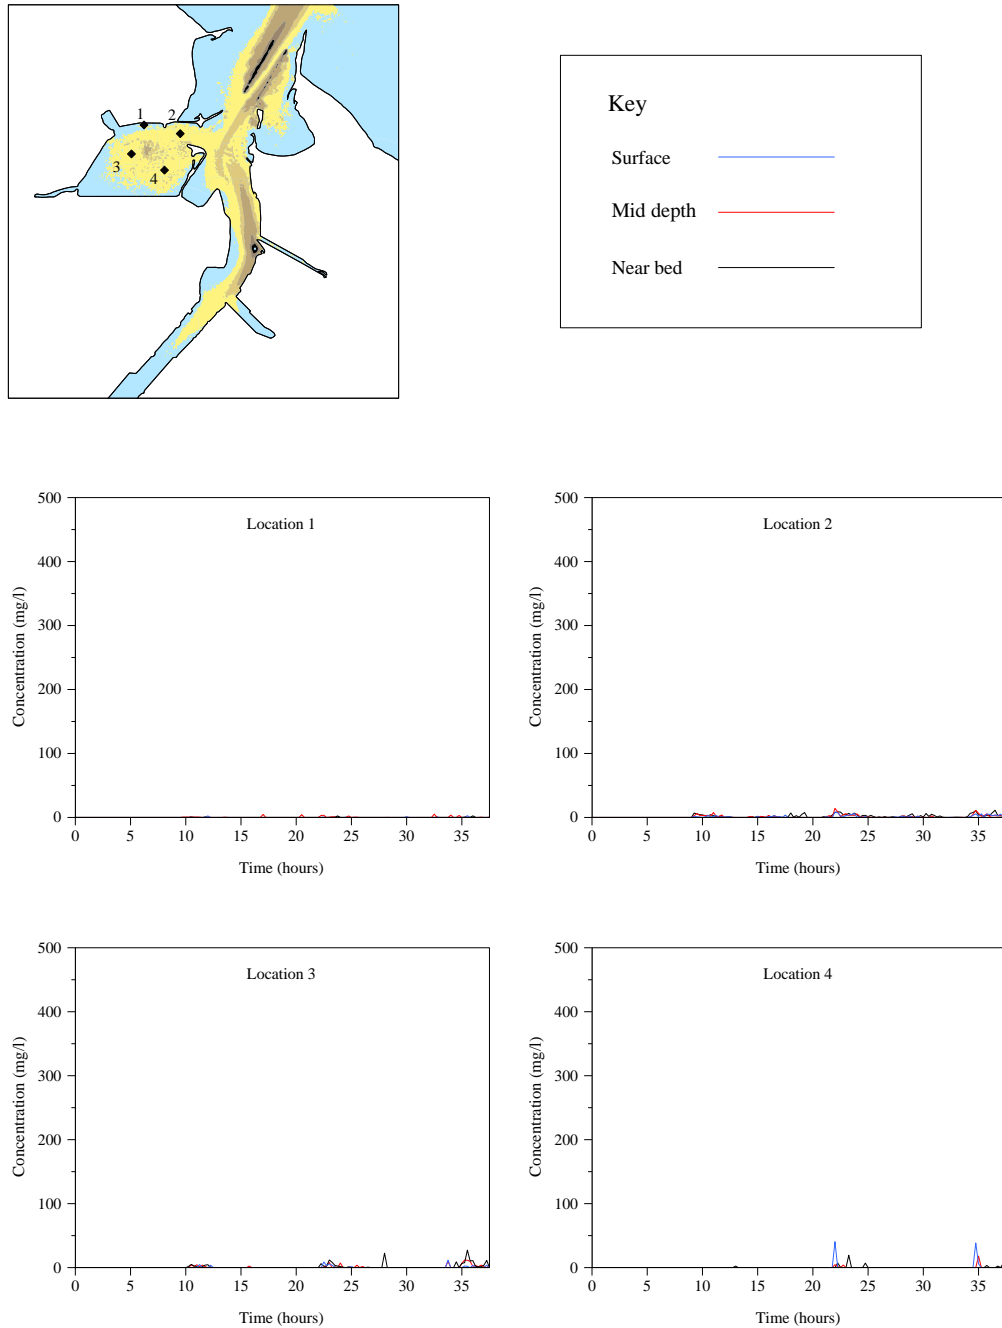 1
2
3
4
Key
Surface
Mid depth
Near bed
500
400
300
200
100
0
Concentration (mg/l)
Location 1
0 5 10 15 20 25 30 35
Time (hours)
500
400
300
200
100
0
Concentration (mg/l)
Location 2
0 5 10 15 20 25 30 35
Time (hours)
500
400
300
200
100
0
Concentration (mg/l)
Location 3
0 5 10 15 20 25 30 35
Time (hours)
500
400
300
200
100
0
Concentration (mg/l)
Location 4
0 5 10 15 20 25 30 35
Time (hours)